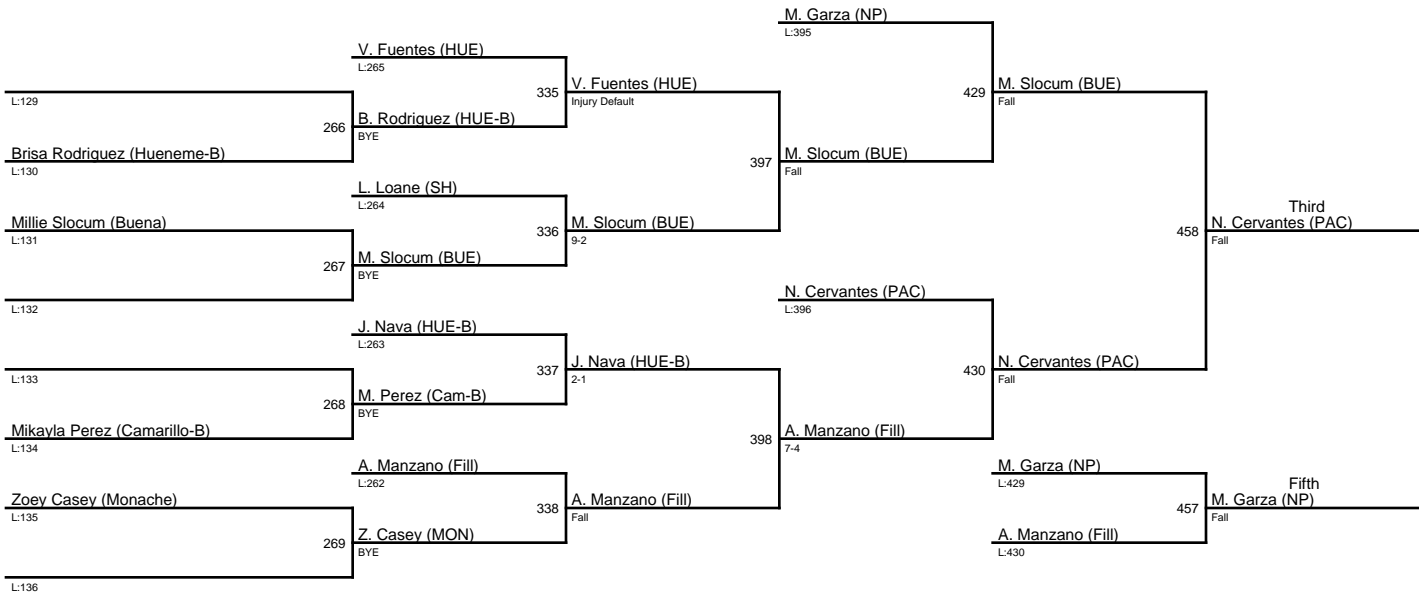 M. Garza (NP)
L:395
V. Fuentes (HUE)
L:265
335
V. Fuentes (HUE)
Injury Default
429
M. Slocum (BUE)
Fall
L:129
266
B. Rodriguez (HUE-B)
BYE
Brisa Rodriguez (Hueneme-B)
L:130
397
M. Slocum (BUE)
Fall
L. Loane (SH)
L:264
Millie Slocum (Buena)
L:131
336
M. Slocum (BUE)
9-2
458
Third
N. Cervantes (PAC)
Fall
267
M. Slocum (BUE)
BYE
L:132
N. Cervantes (PAC)
L:396
J. Nava (HUE-B)
L:263
L:133
337
J. Nava (HUE-B)
2-1
430
N. Cervantes (PAC)
Fall
268
M. Perez (Cam-B)
BYE
Mikayla Perez (Camarillo-B)
L:134
398
A. Manzano (Fill)
7-4
A. Manzano (Fill)
L:262
M. Garza (NP)
L:429
Zoey Casey (Monache)
L:135
338
A. Manzano (Fill)
Fall
457
Fifth
M. Garza (NP)
Fall
269
Z. Casey (MON)
BYE
A. Manzano (Fill)
L:430
L:136